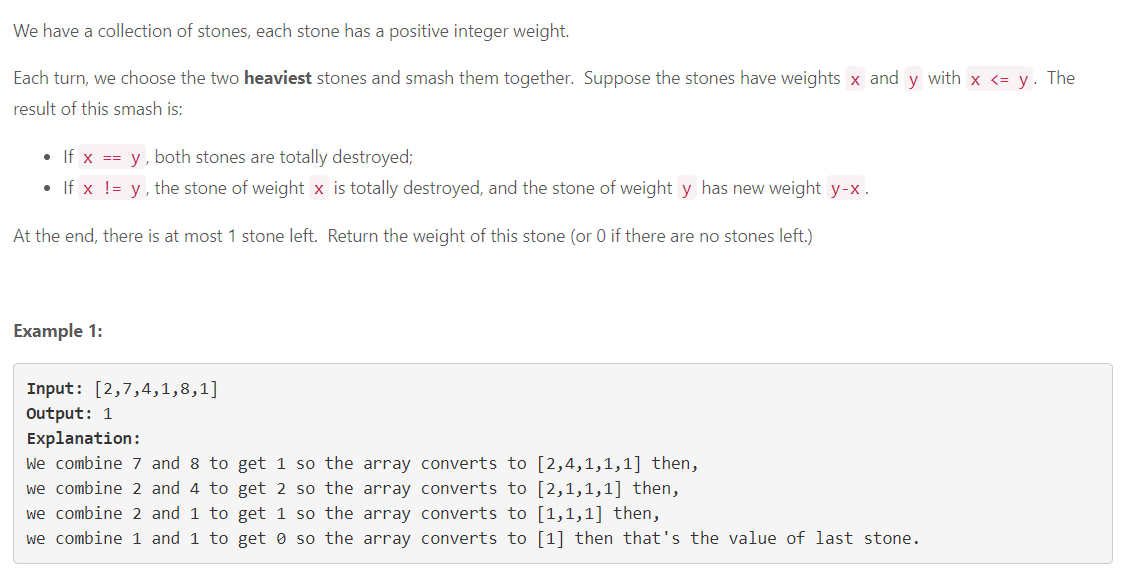 We have a collection of stones, each stone has a positive integer weight.
Each turn, we choose the two heaviest stones and smash them together.  Suppose the stones have weights x and y with x <= y.  The
result of this smash is:
• If x == y, both stones are totally destroyed;
• If x != y, the stone of weight x is totally destroyed, and the stone of weight y has new weight y-x.
At the end, there is at most 1 stone left.  Return the weight of this stone (or 0 if there are no stones left.)
Example 1:
Input: [2,7,4,1,8,1]
Output: 1
Explanation:
We combine 7 and 8 to get 1 so the array converts to [2,4,1,1,1] then,
we combine 2 and 4 to get 2 so the array converts to [2,1,1,1] then,
we combine 2 and 1 to get 1 so the array converts to [1,1,1] then,
we combine 1 and 1 to get 0 so the array converts to [1] then that's the value of last stone.